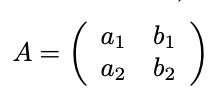 A = ( a₁ b₁
a₂ b₂ )